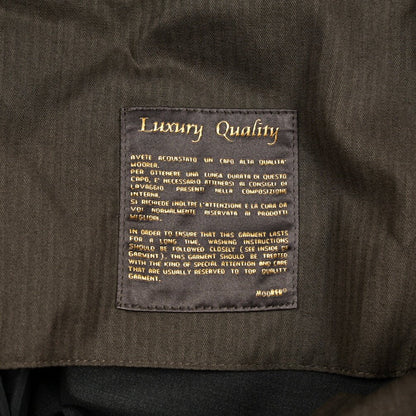 Luxury Quality
AVETE ACQUISTATO UN CAPO ALTA QUALITA'
MOORER.
PER OTTENERE UNA LUNGA DURATA DI QUESTO
CAPO, E' NECESSARIO ATTENERSI AI CONSIGLI DI
LAVAGGIO PRESENTI NELLA COMPOSIZIONE
INTERNA.
SI RICHIEDE INOLTRE L'ATTENZIONE E LA CURA DA
VOI NORMALMENTE RISERVATA AI PRODOTTI
MIGLIORI.
IN ORDER TO ENSURE THAT THIS GARMENT LASTS
FOR A LONG TIME, WASHING INSTRUCTIONS
SHOULD BE FOLLOWED CLOSELY (SEE INSIDE OF
GARMENT). THIS GARMENT SHOULD BE TREATED
WITH THE KIND OF SPECIAL ATTENTION AND CARE
THAT ARE USUALLY RESERVED TO TOP QUALITY
GARMENT.
MOORER®